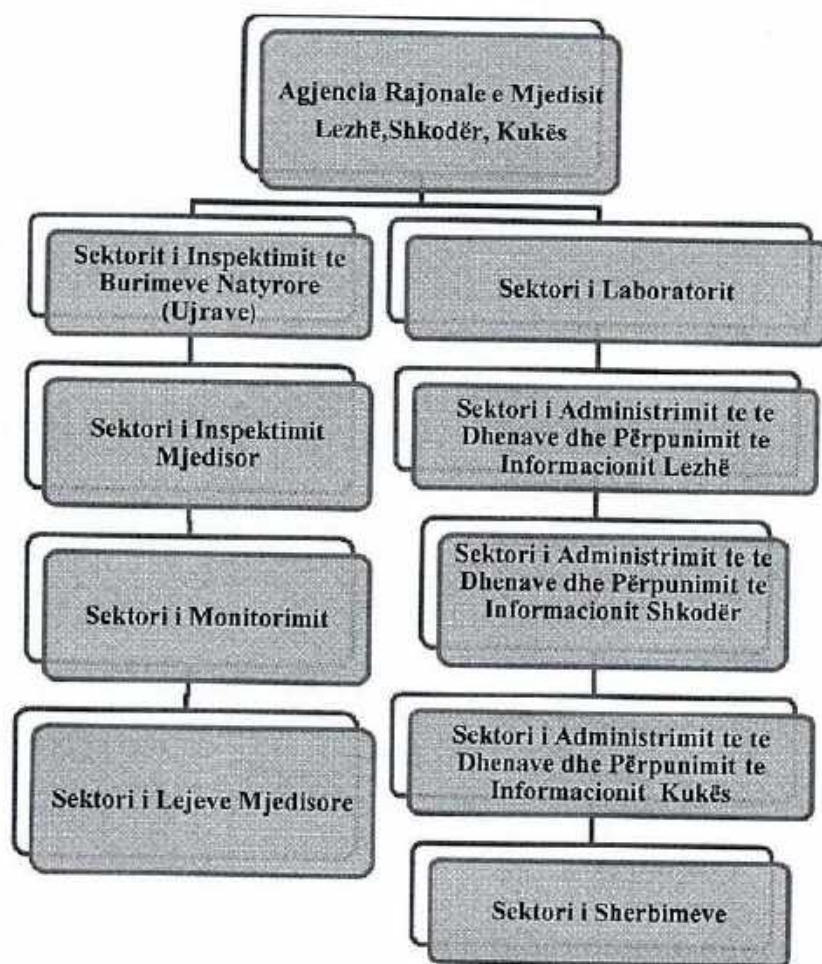 Agjencia Rajonale e Mjedisit
Lezhë,Shkodër, Kukës
Sektorit i Inspektimit te
Burimeve Natyrore
(Ujrave)
Sektori i Inspektimit
Mjedisor
Sektori i Monitorimit
Sektori i Lejeve Mjedisore
Sektori i Laboratorit
Sektori i Administrimit te te
Dhenave dhe Përpunimit te
Informacionit Lezhë
Sektori i Administrimit te te
Dhenave dhe Përpunimit te
Informacionit Shkodër
Sektori i Administrimit te te
Dhenave dhe Përpunimit te
Informacionit Kukës
Sektori i Sherbimeve